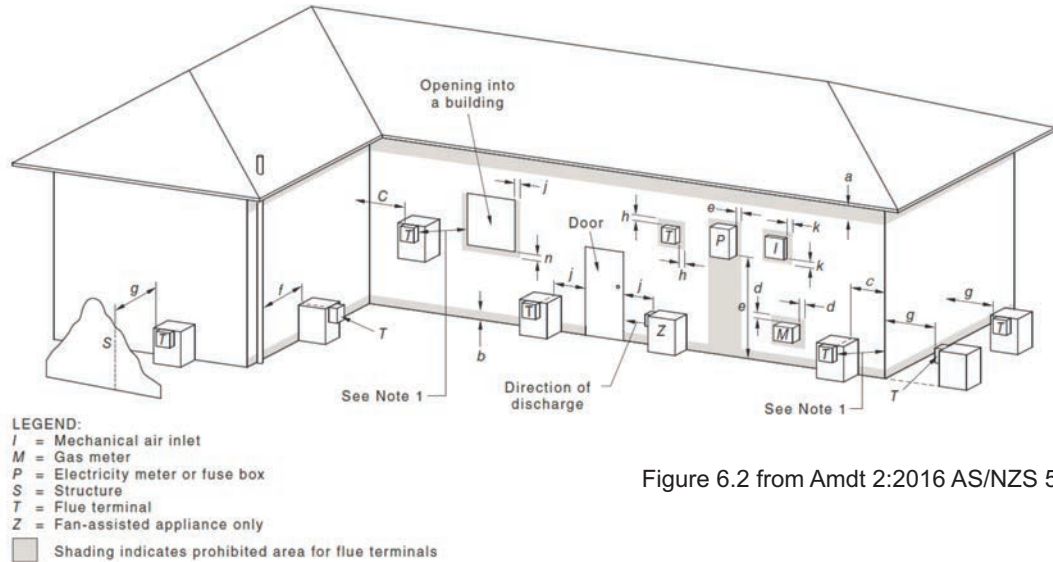 Opening into
a building
a
j
C
e
k
h
T
T
P
I
Door
n
h
k
g
f
j
j
d
d
c
g
e
g
S
T
T
T
Z
M
T
T
T
b
See Note 1
Direction of
discharge
See Note 1
LEGEND:
I = Mechanical air inlet
M = Gas meter
P = Electricity meter or fuse box
S = Structure
T = Flue terminal
Z = Fan-assisted appliance only
Shading indicates prohibited area for flue terminals
Figure 6.2 from Amdt 2:2016 AS/NZS 5